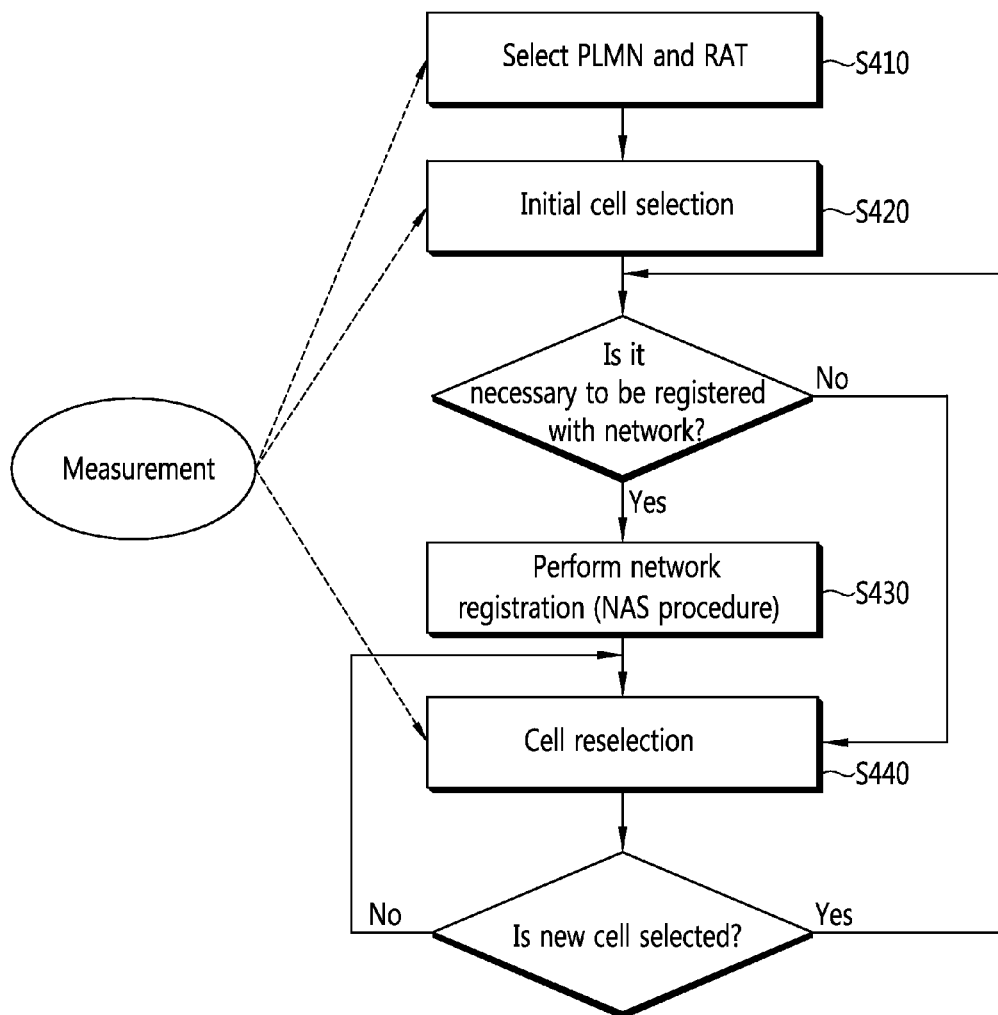 Select PLMN and RAT
S410
Initial cell selection
S420
Is it
necessary to be registered
with network?
No
Yes
Measurement
Perform network
registration (NAS procedure)
S430
Cell reselection
S440
No
Is new cell selected?
Yes